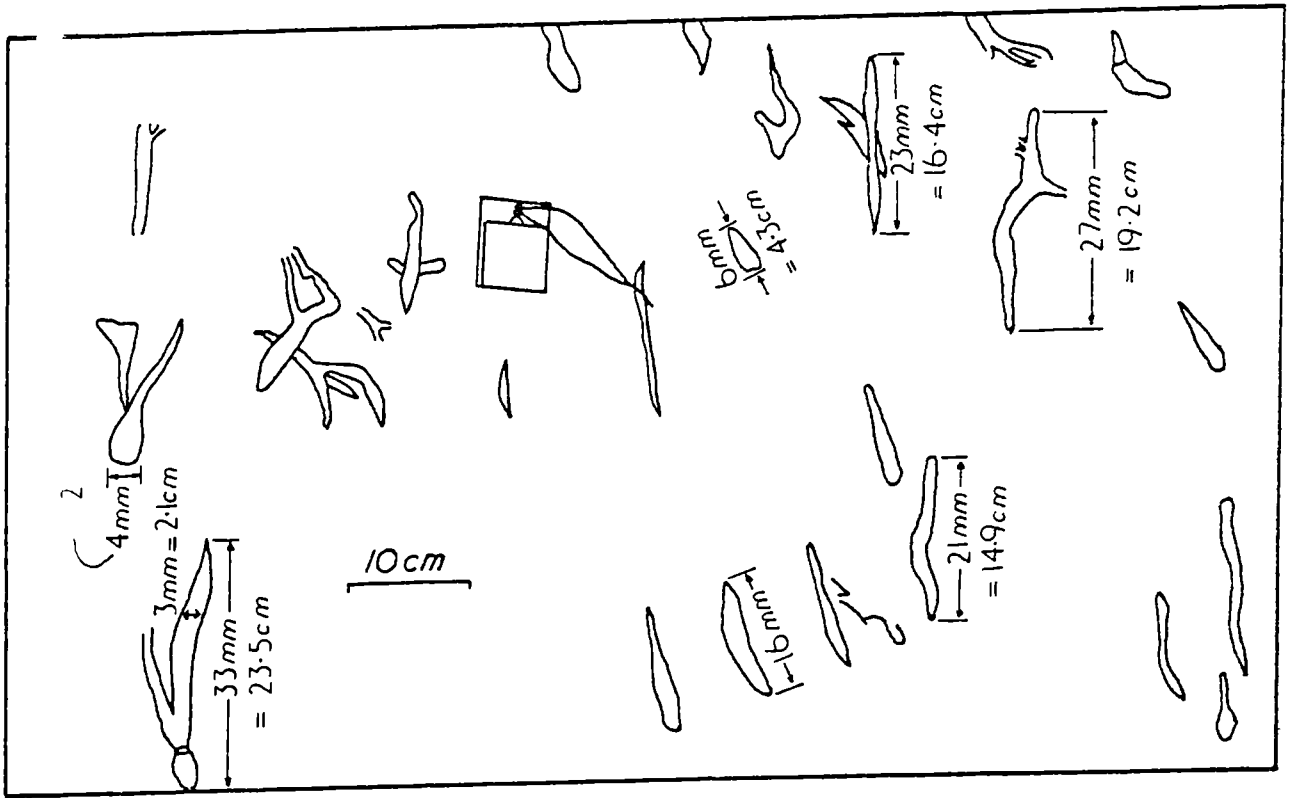 2
4mm
3mm = 2.1cm
33mm
= 23.5cm
10cm
16mm
6mm
= 4.3cm
23mm
= 16.4cm
21mm
= 14.9cm
27mm
= 19.2cm